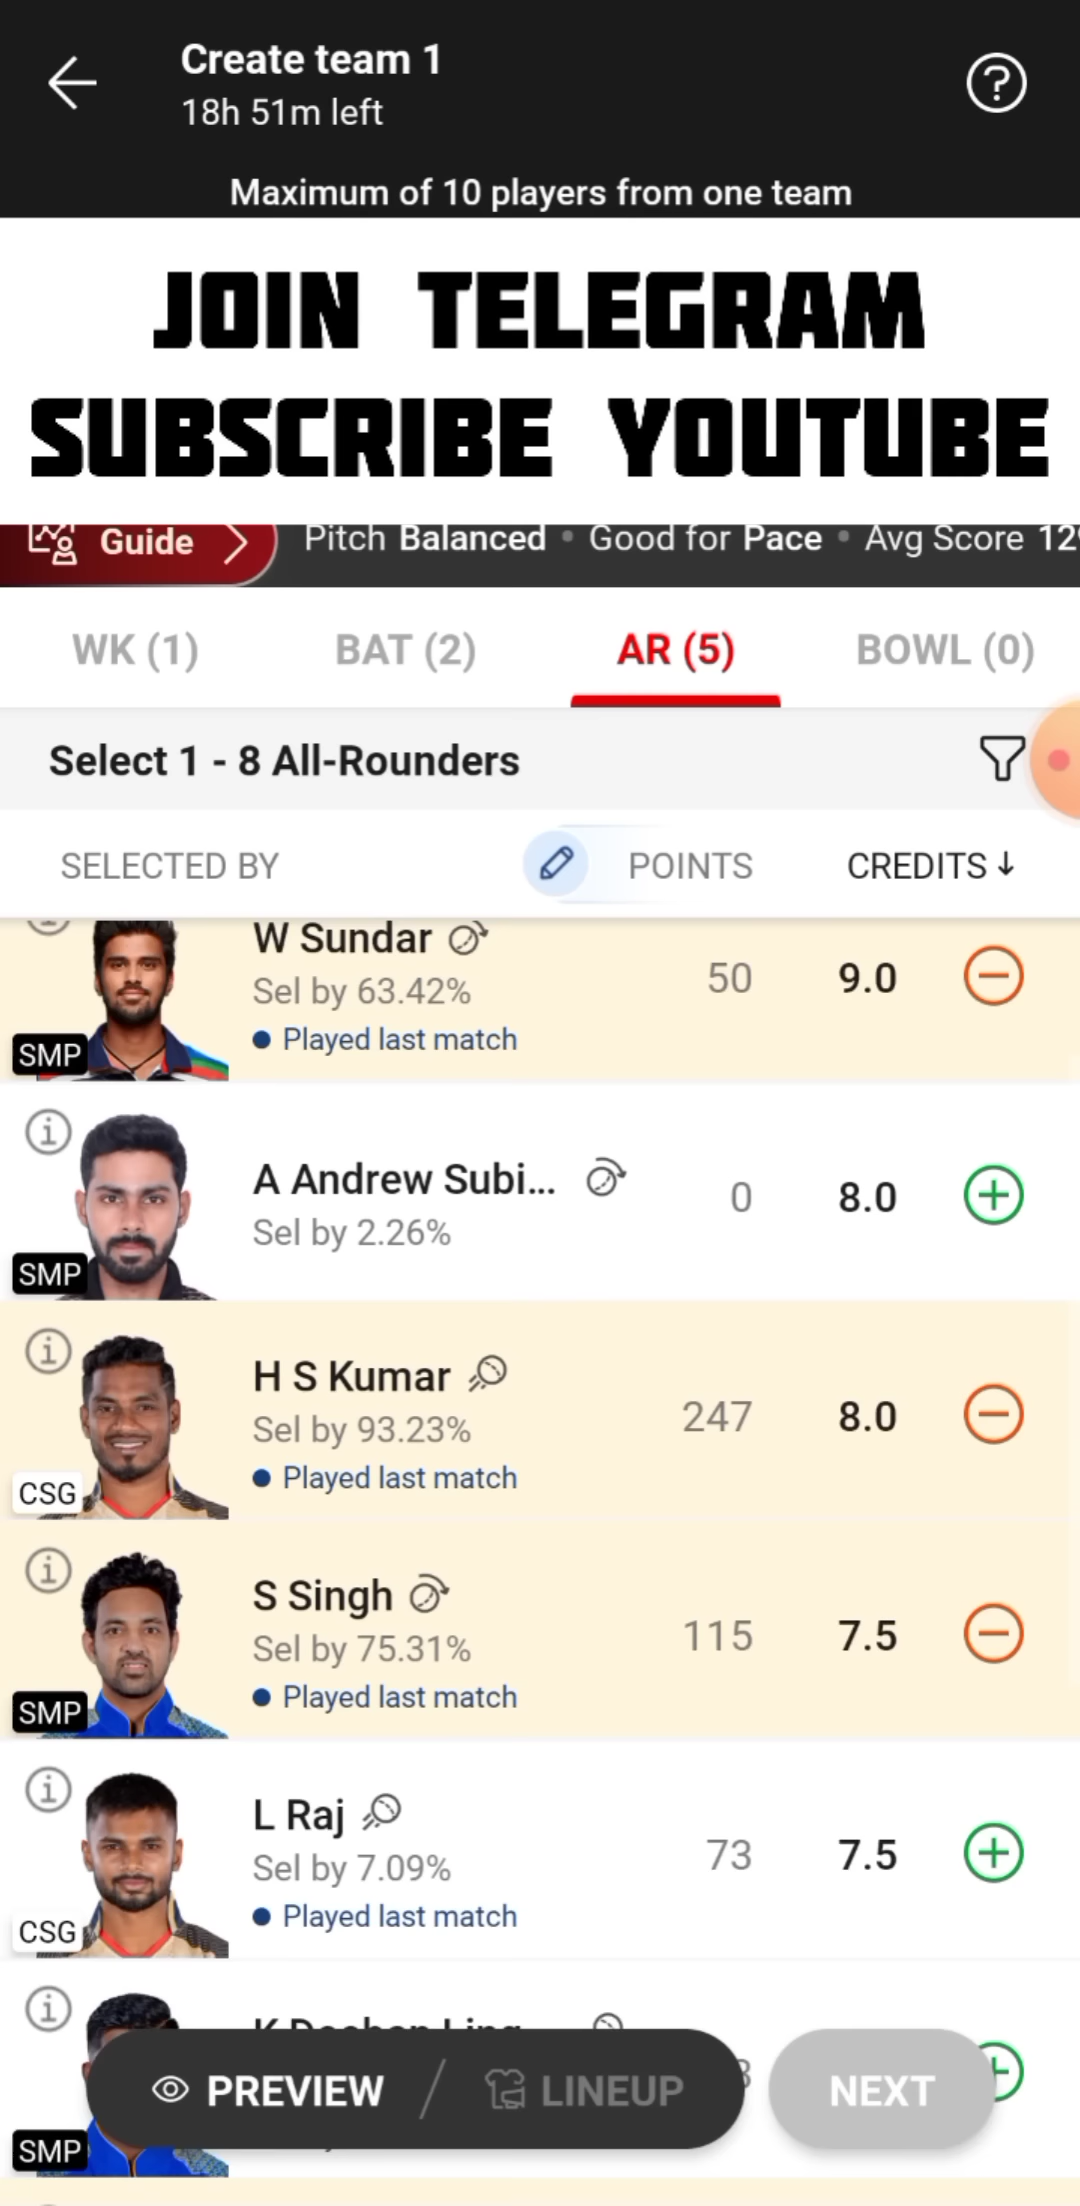 Create team 1
18h 51m left
Maximum of 10 players from one team
JOIN TELEGRAM
SUBSCRIBE YOUTUBE
Guide
Pitch Balanced • Good for Pace • Avg Score
WK (1)
BAT (2)
AR (5)
BOWL (0)
Select 1 - 8 All-Rounders
SELECTED BY
POINTS
CREDITS ↓
W Sundar
Sel by 63.42%
Played last match
SMP
50
9.0
A Andrew Subi...
Sel by 2.26%
SMP
0
8.0
H S Kumar
Sel by 93.23%
Played last match
CSG
247
8.0
S Singh
Sel by 75.31%
Played last match
SMP
115
7.5
L Raj
Sel by 7.09%
Played last match
CSG
73
7.5
PREVIEW / LINEUP
NEXT
SMP